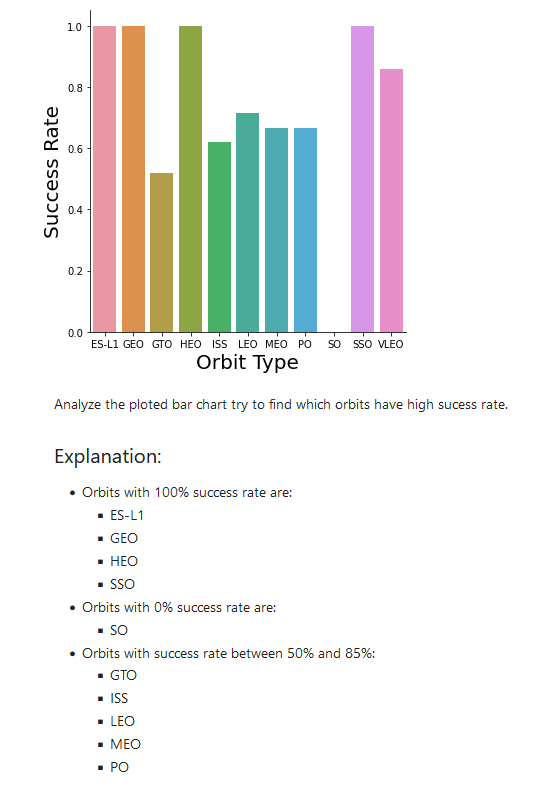 1.0
0.8
0.6
0.4
0.2
0.0
Success Rate
ES-L1 GEO GTO HEO ISS LEO MEO PO SO SSO VLEO
Orbit Type
Analyze the ploted bar chart try to find which orbits have high sucess rate.
Explanation:
• Orbits with 100% success rate are:
▪ ES-L1
▪ GEO
▪ HEO
▪ SSO
• Orbits with 0% success rate are:
▪ SO
• Orbits with success rate between 50% and 85%:
▪ GTO
▪ ISS
▪ LEO
▪ MEO
▪ PO